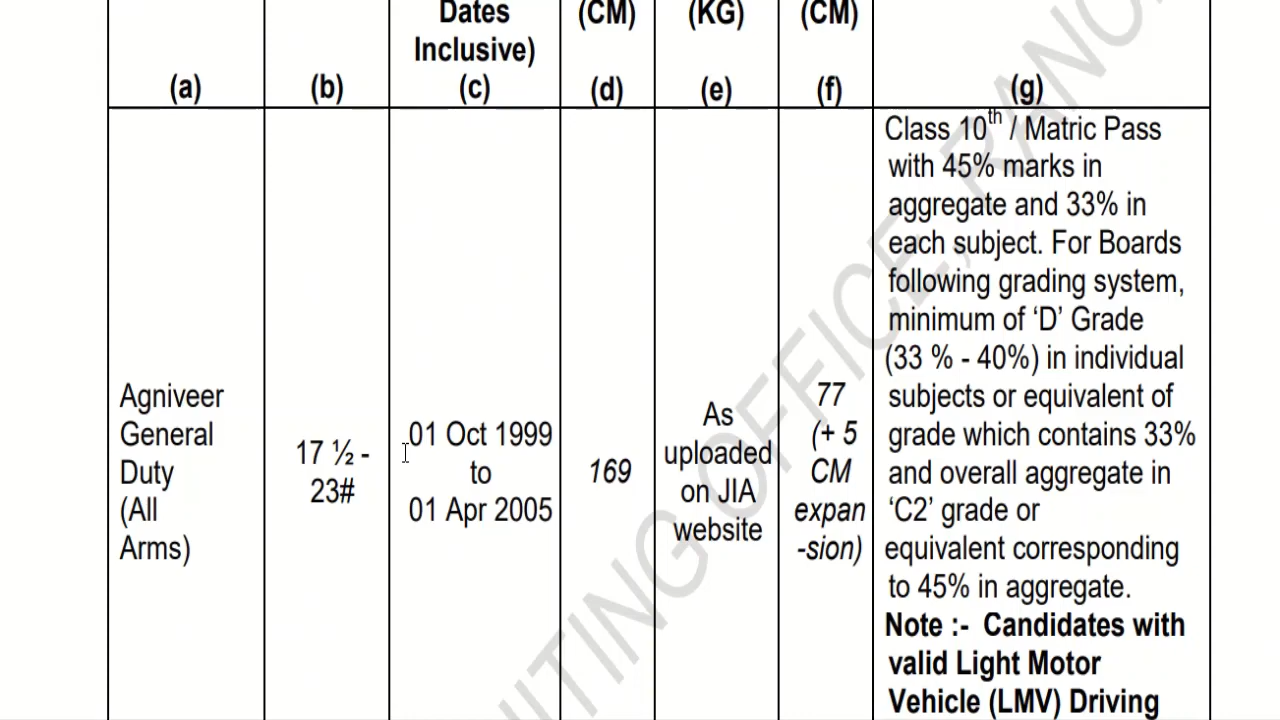 Dates
Inclusive)
(CM)
(KG)
(CM)
(a)
(b)
(c)
(d)
(e)
(f)
(g)
Agniveer
General
Duty
(All
Arms)
17 ½ -
23#
01 Oct 1999
to
01 Apr 2005
169
As
uploaded
on JIA
website
77
(+ 5
CM
expan
-sion)
Class 10th / Matric Pass
with 45% marks in
aggregate and 33% in
each subject. For Boards
following grading system,
minimum of ‘D’ Grade
(33 % - 40%) in individual
subjects or equivalent of
grade which contains 33%
and overall aggregate in
‘C2’ grade or
equivalent corresponding
to 45% in aggregate.
Note :- Candidates with
valid Light Motor
Vehicle (LMV) Driving